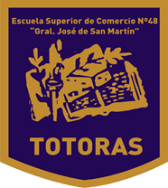 Escuela Superior de Comercio Nº48
"Gral. José de San Martín"
TOTORAS